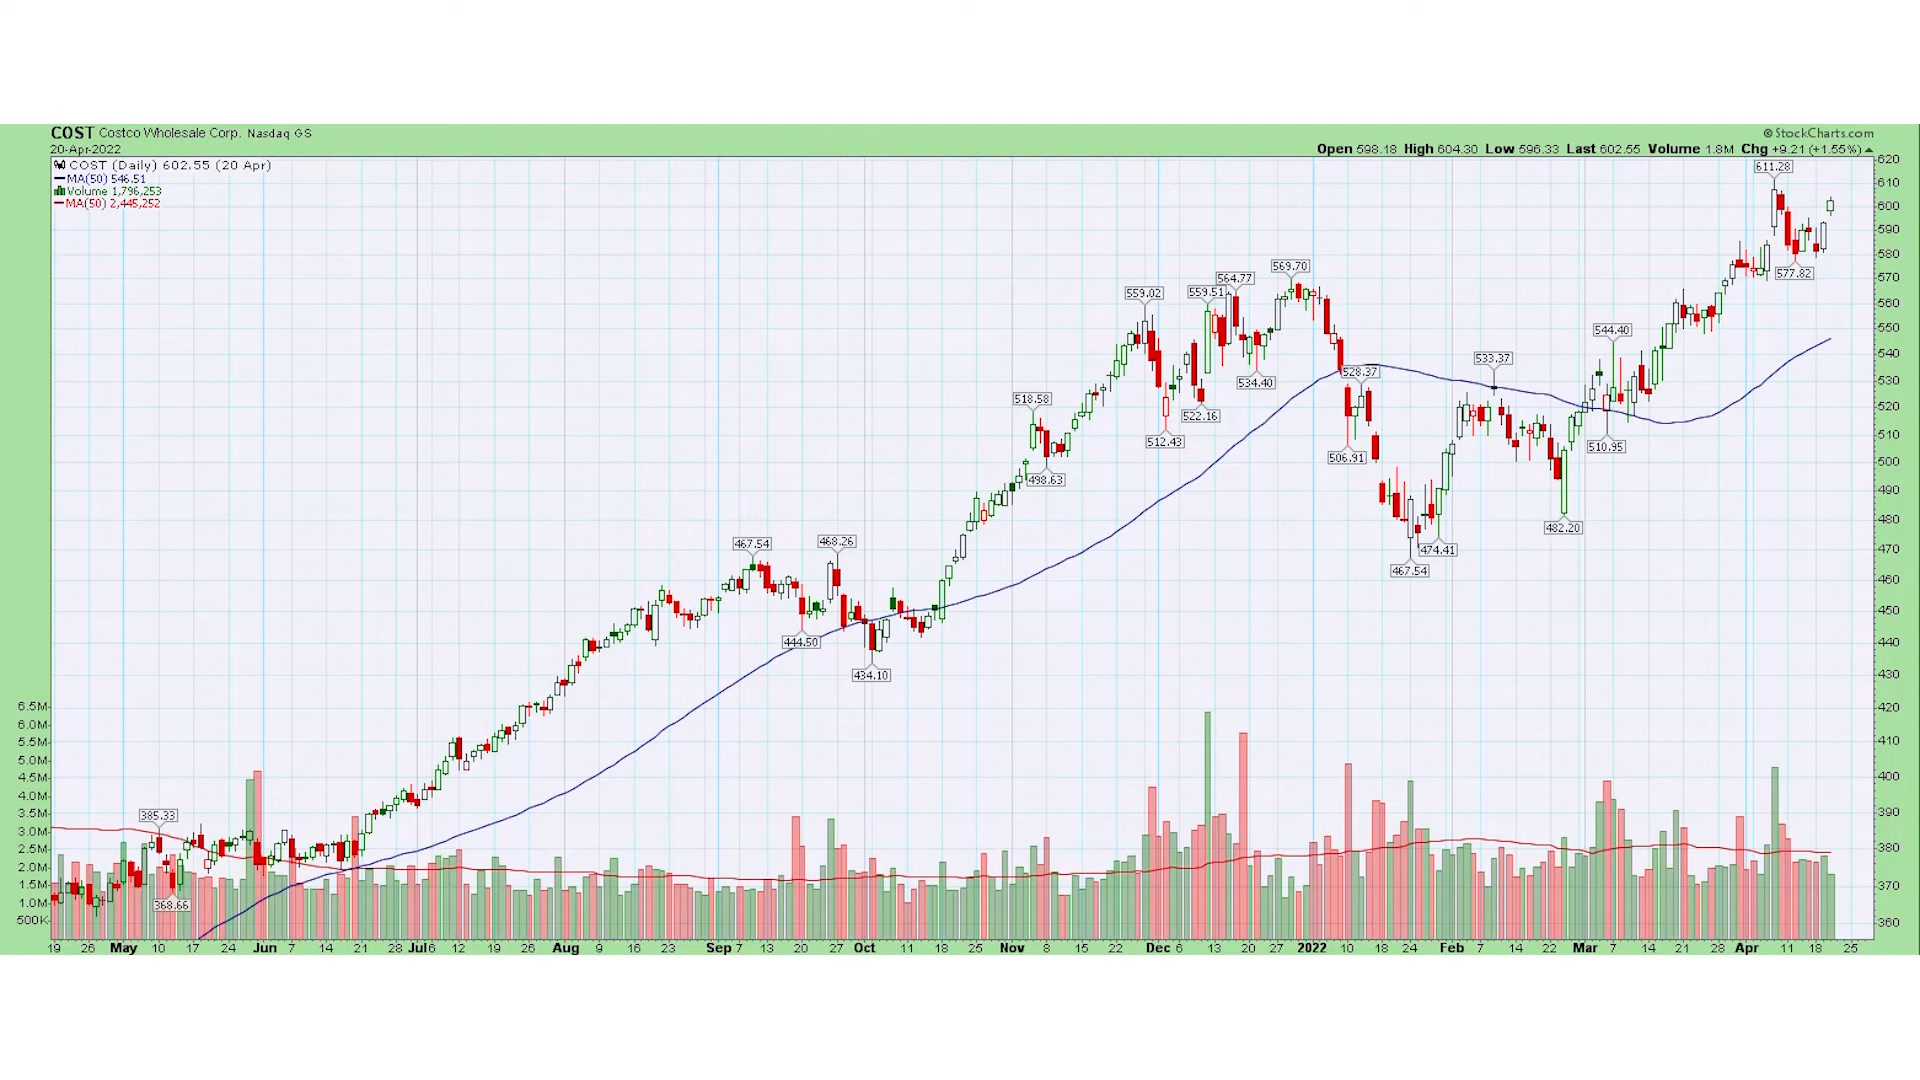 COST Costco Wholesale Corp. Nasdaq GS
© StockCharts.com
20-Apr-2022
Open 598.18 High 604.30 Low 596.33 Last 602.55 Volume 1.8M Chg +9.21 (+1.55%)
COST (Daily) 602.55 (20 Apr)
MA(50) 546.51
Volume 1,796,253
MA(50) 2,445,252
620
611.28
610
600
590
580
577.82
570
569.70
564.77
559.02
559.51
560
550
544.40
540
534.40
533.37
530
528.37
522.16
520
518.58
512.43
510.95
510
506.91
500
498.63
490
482.20
480
474.41
470
467.54
468.26
467.54
460
450
444.50
440
434.10
430
420
410
400
390
385.33
380
370
368.66
360
6.5M
6.0M
5.5M
5.0M
4.5M
4.0M
3.5M
3.0M
2.5M
2.0M
1.5M
1.0M
500K
19 26 May 10 17 24 Jun 7 14 21 28 Jul 6 12 19 26 Aug 9 16 23 Sep 7 13 20 27 Oct 11 18 25 Nov 8 15 22 Dec 6 13 20 27 2022 10 18 24 Feb 7 14 22 Mar 7 14 21 28 Apr 11 18 25